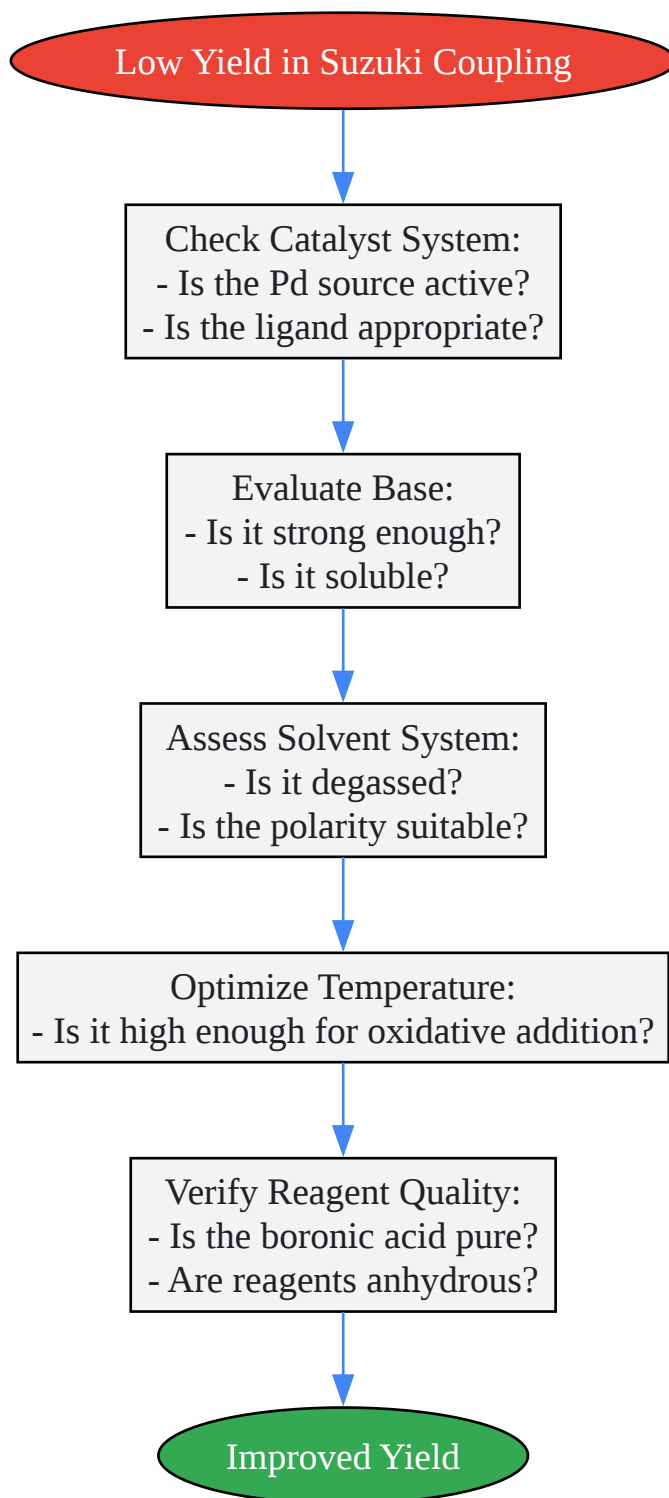 Low Yield in Suzuki Coupling
Check Catalyst System:
- Is the Pd source active?
- Is the ligand appropriate?
Evaluate Base:
- Is it strong enough?
- Is it soluble?
Assess Solvent System:
- Is it degassed?
- Is the polarity suitable?
Optimize Temperature:
- Is it high enough for oxidative addition?
Verify Reagent Quality:
- Is the boronic acid pure?
- Are reagents anhydrous?
Improved Yield